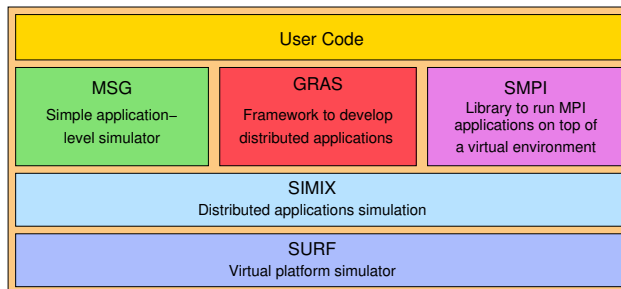 User Code
MSG
Simple application–
level simulator
GRAS
Framework to develop
distributed applications
SMPI
Library to run MPI
applications on top of
a virtual environment
SIMIX
Distributed applications simulation
SURF
Virtual platform simulator